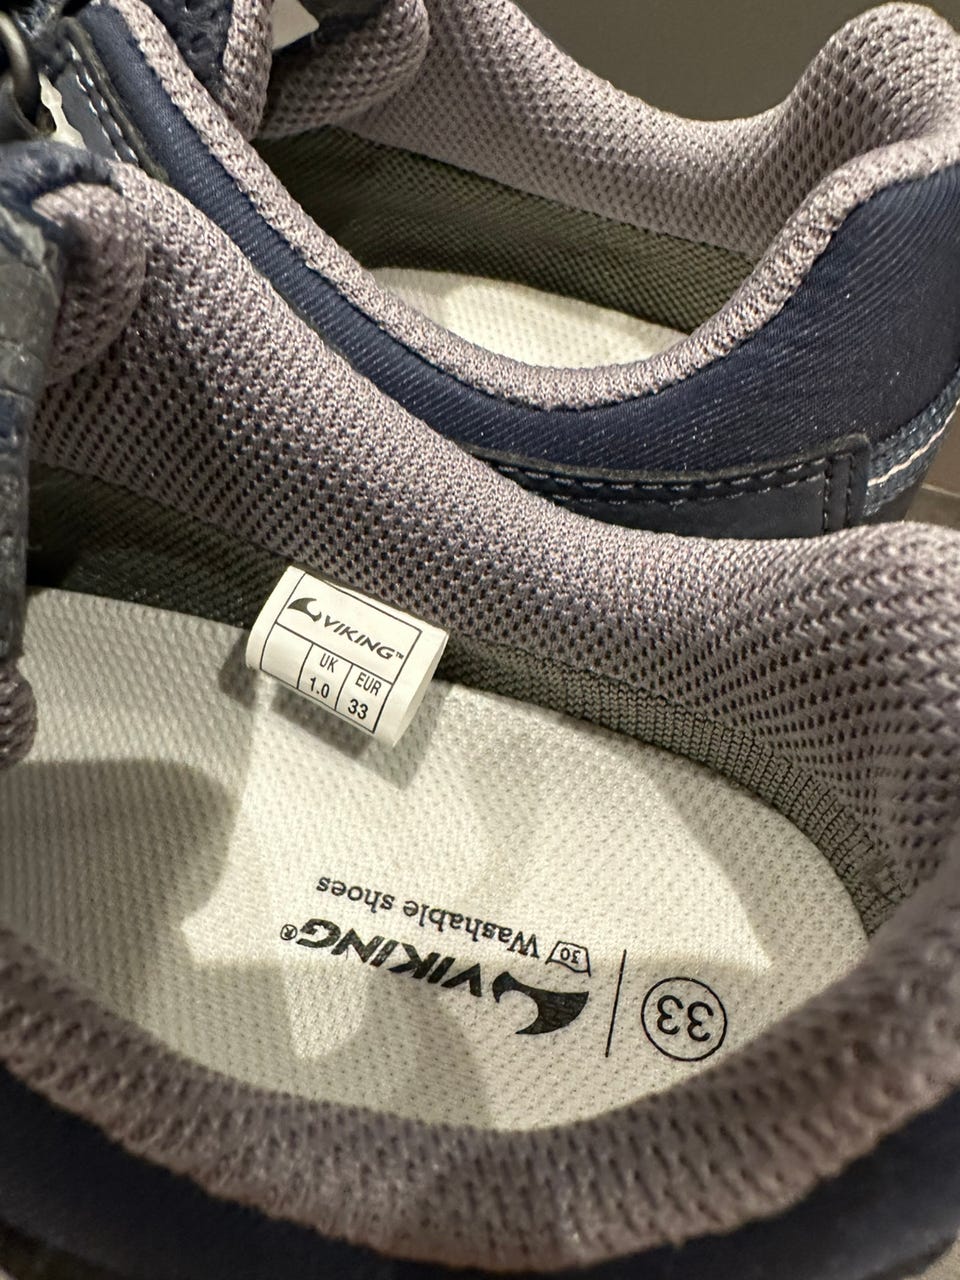 VIKING™
UK EUR
1.0 33
33
VIKING®
30 Washable shoes